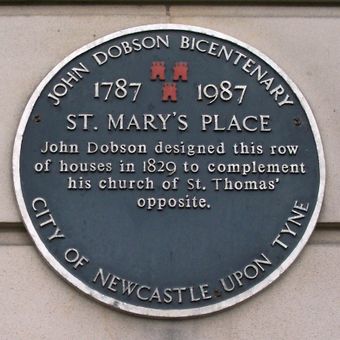 JOHN DOBSON BICENTENARY
1787 1987
ST. MARY'S PLACE
John Dobson designed this row
of houses in 1829 to complement
his church of St. Thomas'
opposite.
CITY OF NEWCASTLE UPON TYNE